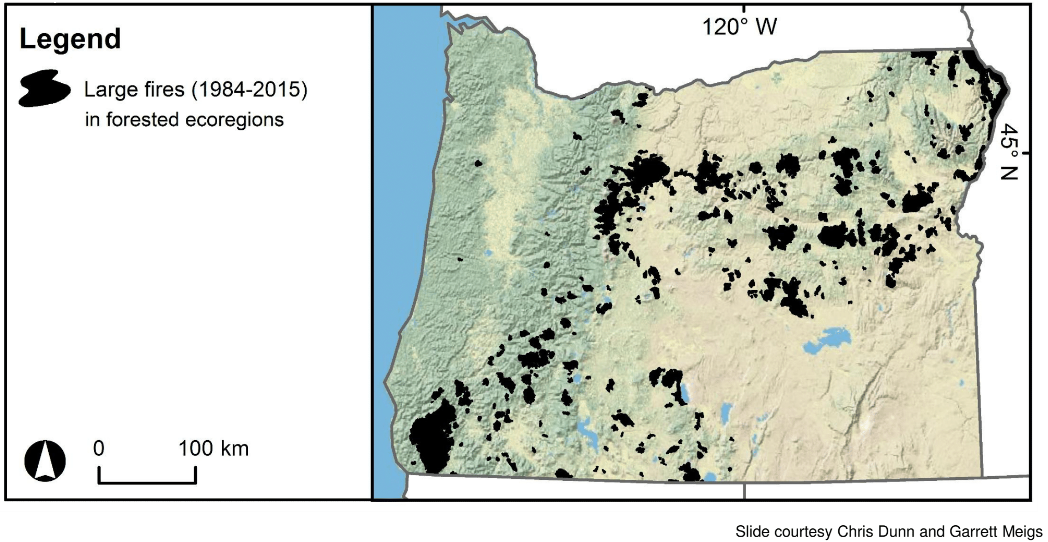 Legend
Large fires (1984-2015)
in forested ecoregions
0 100 km
120° W
45° N
Slide courtesy Chris Dunn and Garrett Meigs